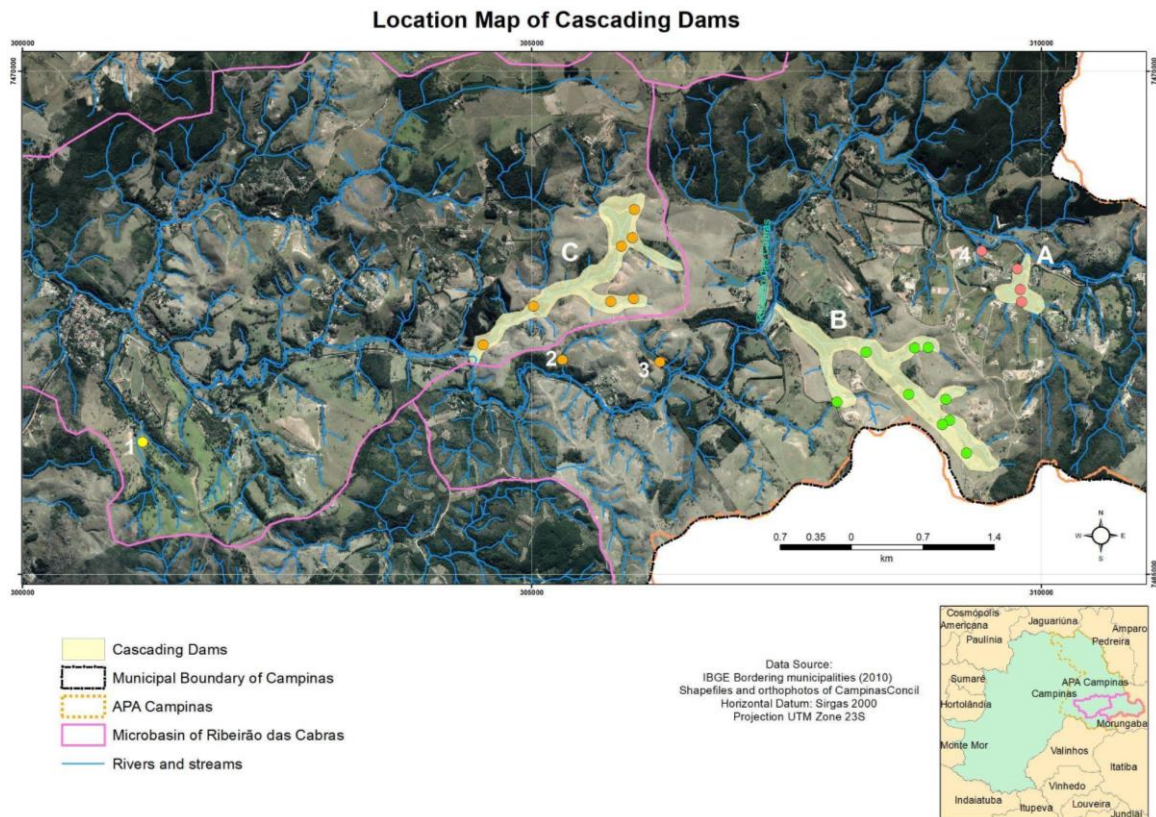 Location Map of Cascading Dams
300000
305000
310000
7470000
7470000
C
4
A
B
2
3
1
0.7 0.35 0 0.7 1.4
km
N
W E
S
7465000
300000
305000
310000
Cascading Dams
Municipal Boundary of Campinas
APA Campinas
Microbasin of Ribeirão das Cabras
Rivers and streams
Data Source:
IBGE Bordering municipalities (2010)
Shapefiles and orthophotos of CampinasConcil
Horizontal Datum: Sirgas 2000
Projection UTM Zone 23S
Cosmópolis
Jaguariúna
Americana
Amparo
Paulínia
Pedreira
Sumaré
APA Campinas
Campinas
Hortolândia
Morungaba
Monte Mor
Valinhos
Itatiba
Vinhedo
Indaiatuba
Itupeva
Louveira
Jundiaí